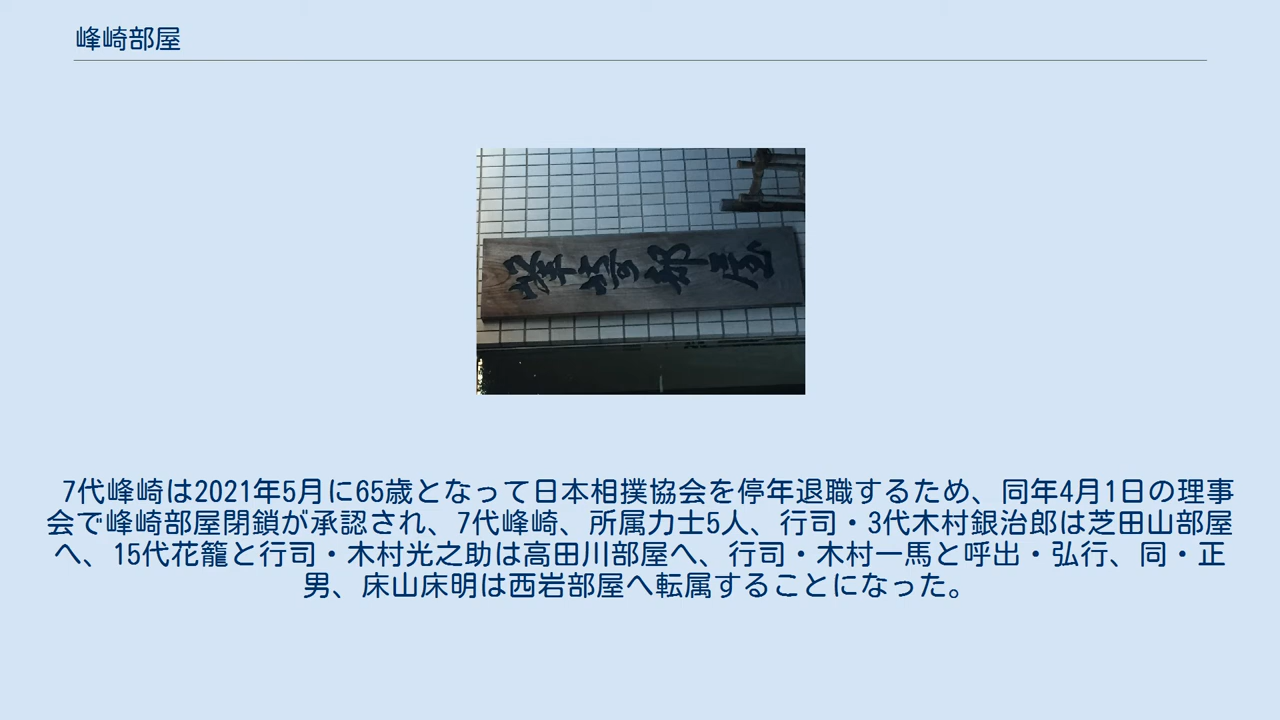 峰崎部屋
峰崎部屋
7代峰崎は2021年5月に65歳となって日本相撲協会を停年退職するため、同年4月1日の理事
会で峰崎部屋閉鎖が承認され、7代峰崎、所属力士5人、行司・3代木村銀治郎は芝田山部屋
へ、15代花籠と行司・木村光之助は高田川部屋へ、行司・木村一馬と呼出・弘行、同・正
男、床山床明は西岩部屋へ転属することになった。